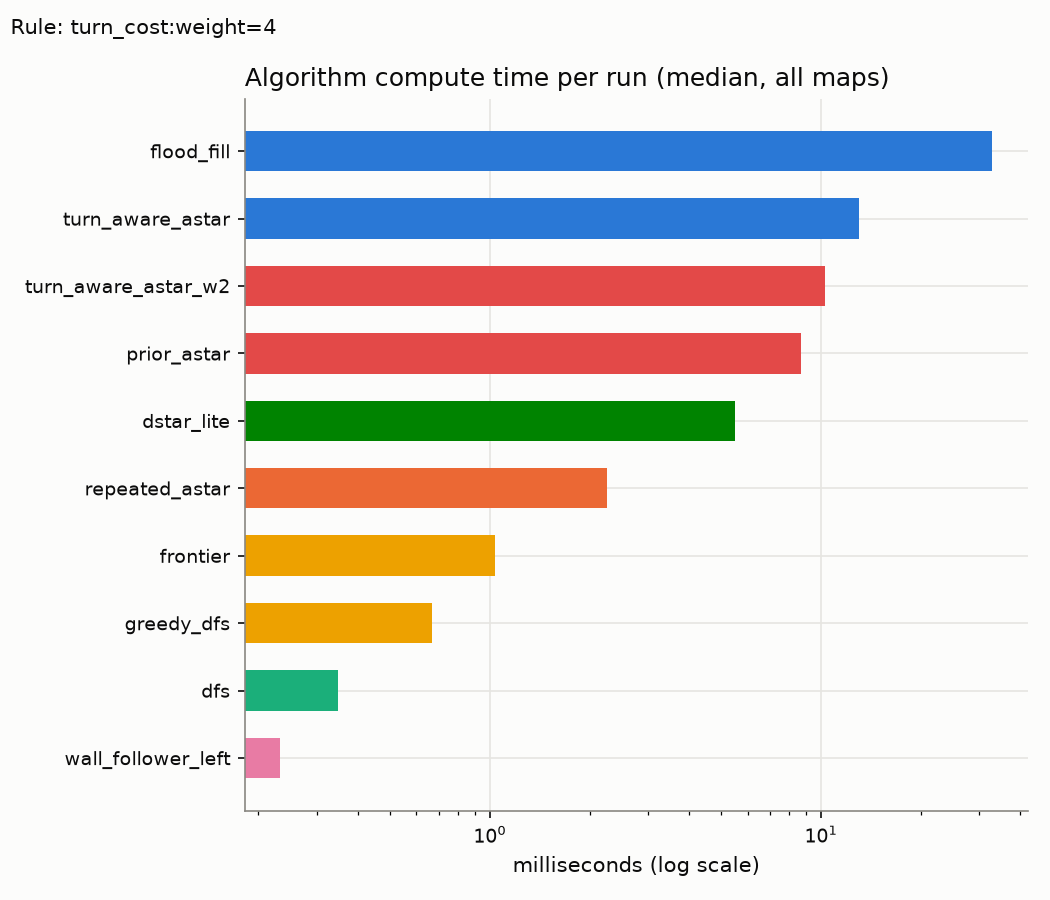 Rule: turn_cost:weight=4
Algorithm compute time per run (median, all maps)
flood_fill
turn_aware_astar
turn_aware_astar_w2
prior_astar
dstar_lite
repeated_astar
frontier
greedy_dfs
dfs
wall_follower_left
10⁰ 10¹
milliseconds (log scale)